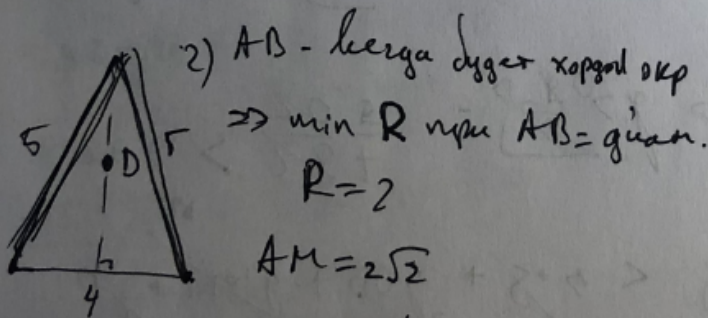 2) AB - всегда будет хордой окр
=> min R при AB = диам.
5 5
D
R = 2
AM = 2√2
4